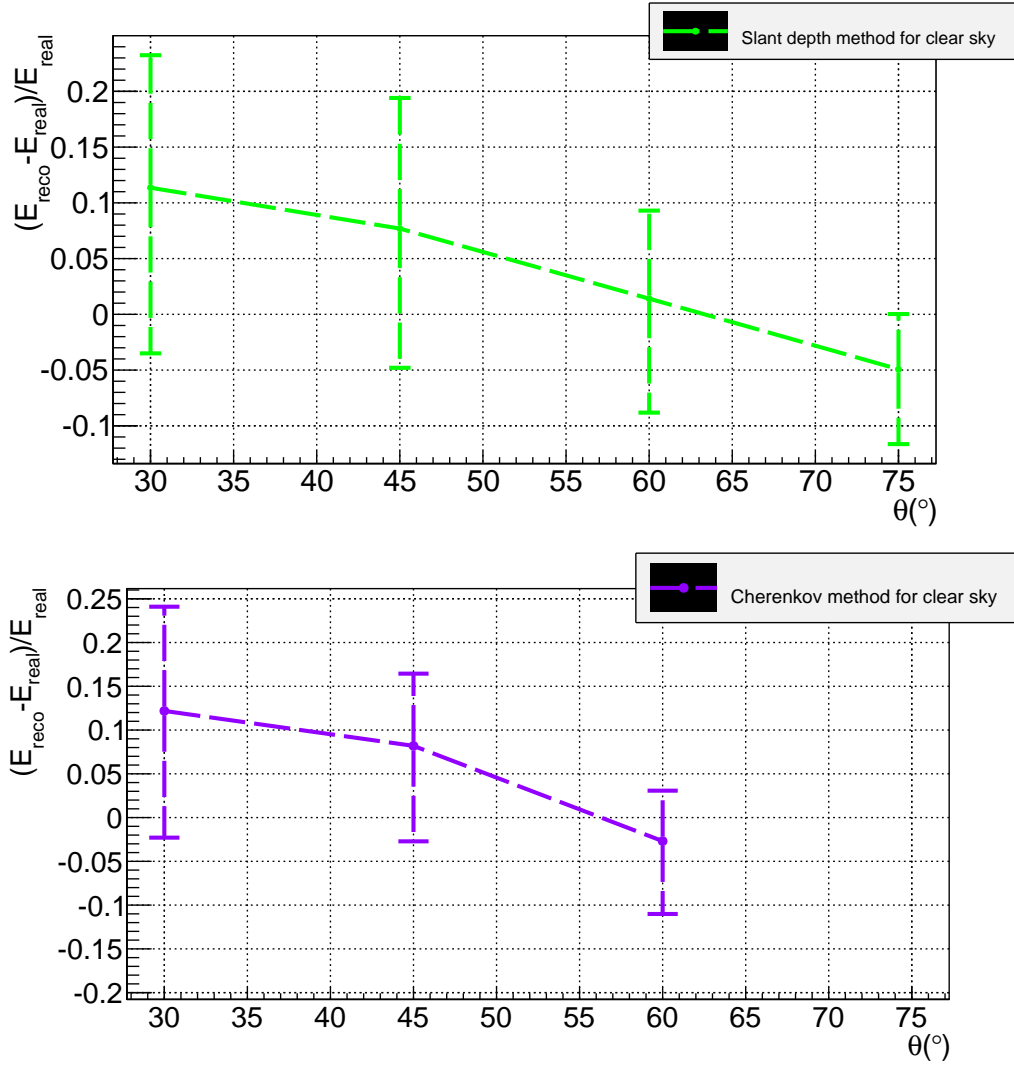 Slant depth method for clear sky
(E_reco-E_real)/E_real
0.2
0.15
0.1
0.05
0
-0.05
-0.1
30 35 40 45 50 55 60 65 70 75
θ(°)
Cherenkov method for clear sky
(E_reco-E_real)/E_real
0.25
0.2
0.15
0.1
0.05
0
-0.05
-0.1
-0.15
-0.2
30 35 40 45 50 55 60 65 70 75
θ(°)